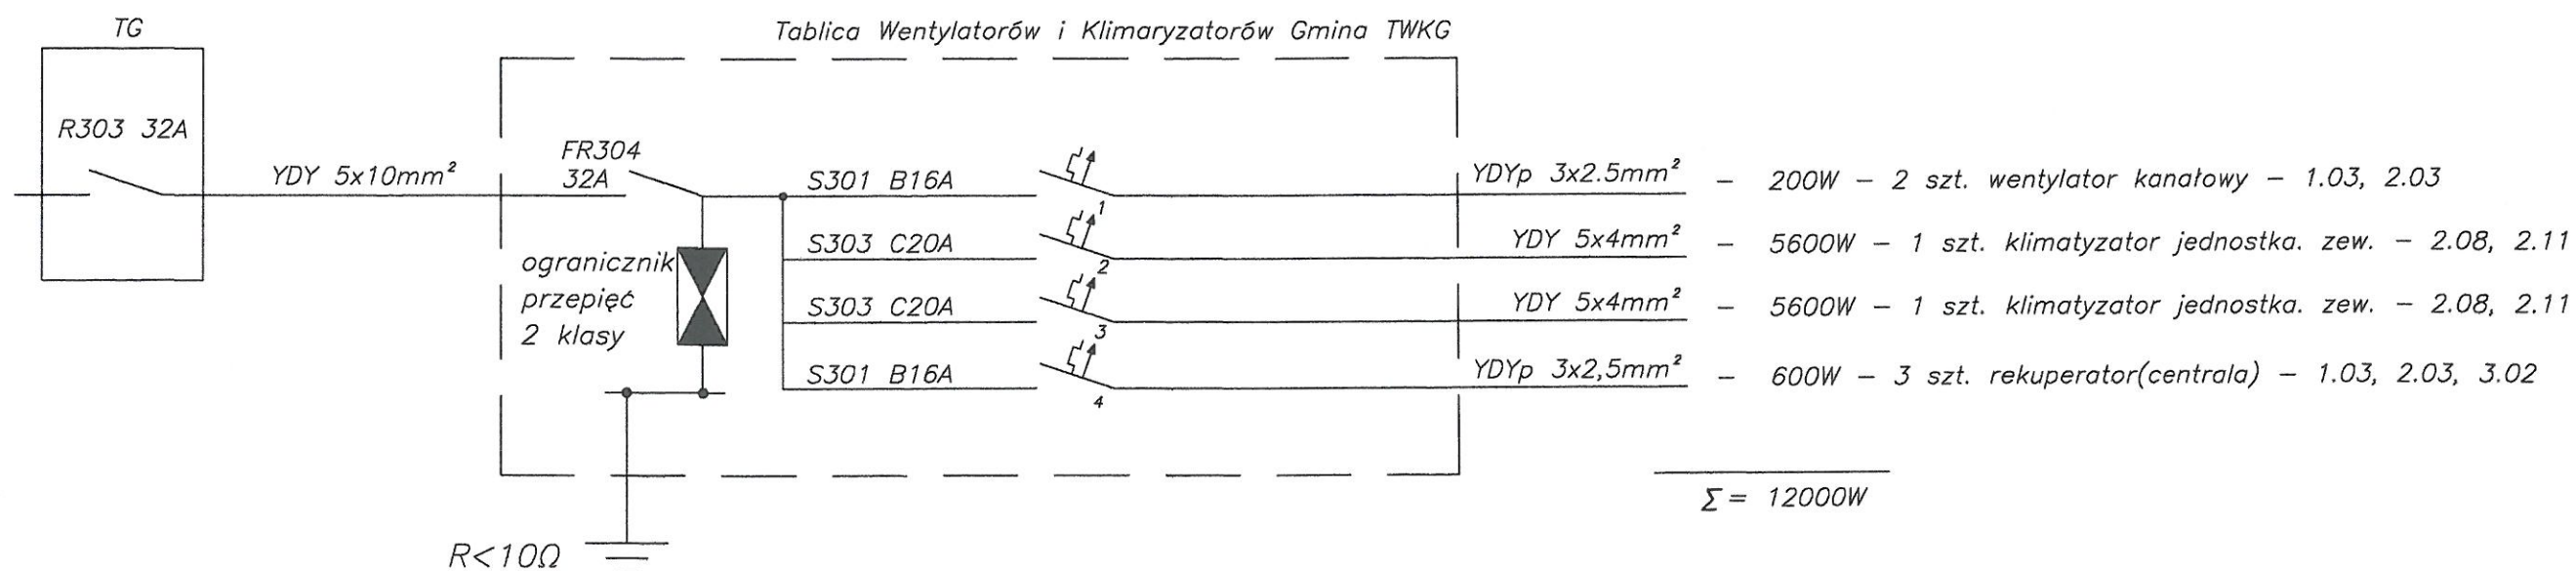 TG
Tablica Wentylatorów i Klimaryzatorów Gmina TWKG
R303 32A
YDY 5x10mm²
FR304
32A
S301 B16A
1
YDYp 3x2.5mm²
– 200W – 2 szt. wentylator kanałowy – 1.03, 2.03
S303 C20A
2
YDY 5x4mm²
– 5600W – 1 szt. klimatyzator jednostka. zew. – 2.08, 2.11
ogranicznik
przepięć
2 klasy
S303 C20A
3
YDY 5x4mm²
– 5600W – 1 szt. klimatyzator jednostka. zew. – 2.08, 2.11
S301 B16A
4
YDYp 3x2,5mm²
– 600W – 3 szt. rekuperator(centrala) – 1.03, 2.03, 3.02
Σ= 12000W
R<10Ω